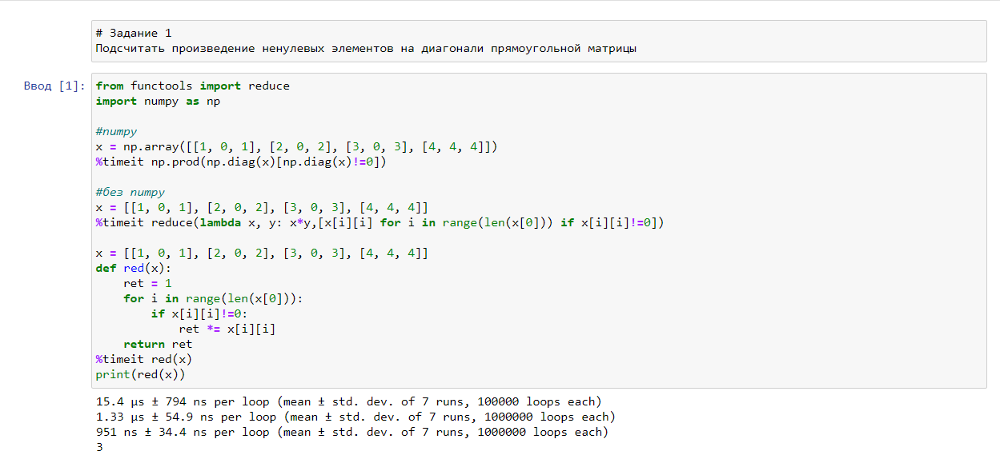 # Задание 1
Подсчитать произведение ненулевых элементов на диагонали прямоугольной матрицы
Ввод [1]:
from functools import reduce
import numpy as np
#numpy
x = np.array([[1, 0, 1], [2, 0, 2], [3, 0, 3], [4, 4, 4]])
%timeit np.prod(np.diag(x)[np.diag(x)!=0])
#без numpy
x = [[1, 0, 1], [2, 0, 2], [3, 0, 3], [4, 4, 4]]
%timeit reduce(lambda x, y: x*y,[x[i][i] for i in range(len(x[0])) if x[i][i]!=0])
x = [[1, 0, 1], [2, 0, 2], [3, 0, 3], [4, 4, 4]]
def red(x):
    ret = 1
    for i in range(len(x[0])):
        if x[i][i]!=0:
            ret *= x[i][i]
    return ret
%timeit red(x)
print(red(x))
15.4 µs ± 794 ns per loop (mean ± std. dev. of 7 runs, 100000 loops each)
1.33 µs ± 54.9 ns per loop (mean ± std. dev. of 7 runs, 1000000 loops each)
951 ns ± 34.4 ns per loop (mean ± std. dev. of 7 runs, 1000000 loops each)
3